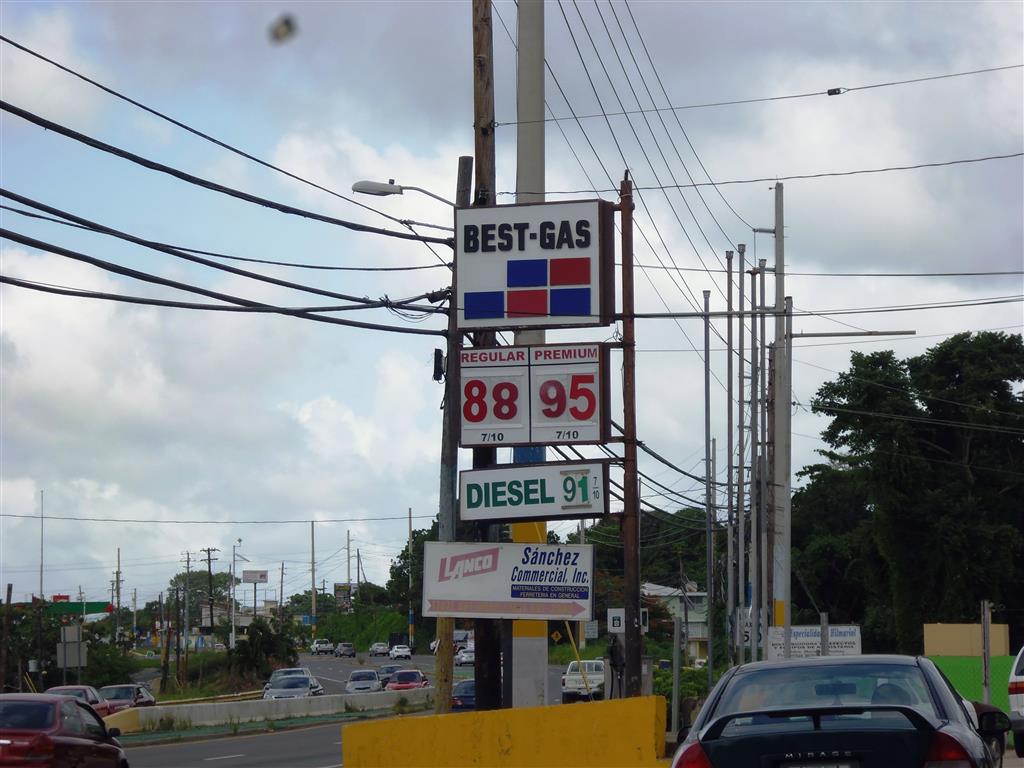 BEST-GAS
REGULAR PREMIUM
88 95
7/10 7/10
DIESEL 91 7/10
LANCO
Sánchez
Commercial, Inc.
MATERIALES DE CONSTRUCCION
FERRETERIA EN GENERAL
MIRAGE